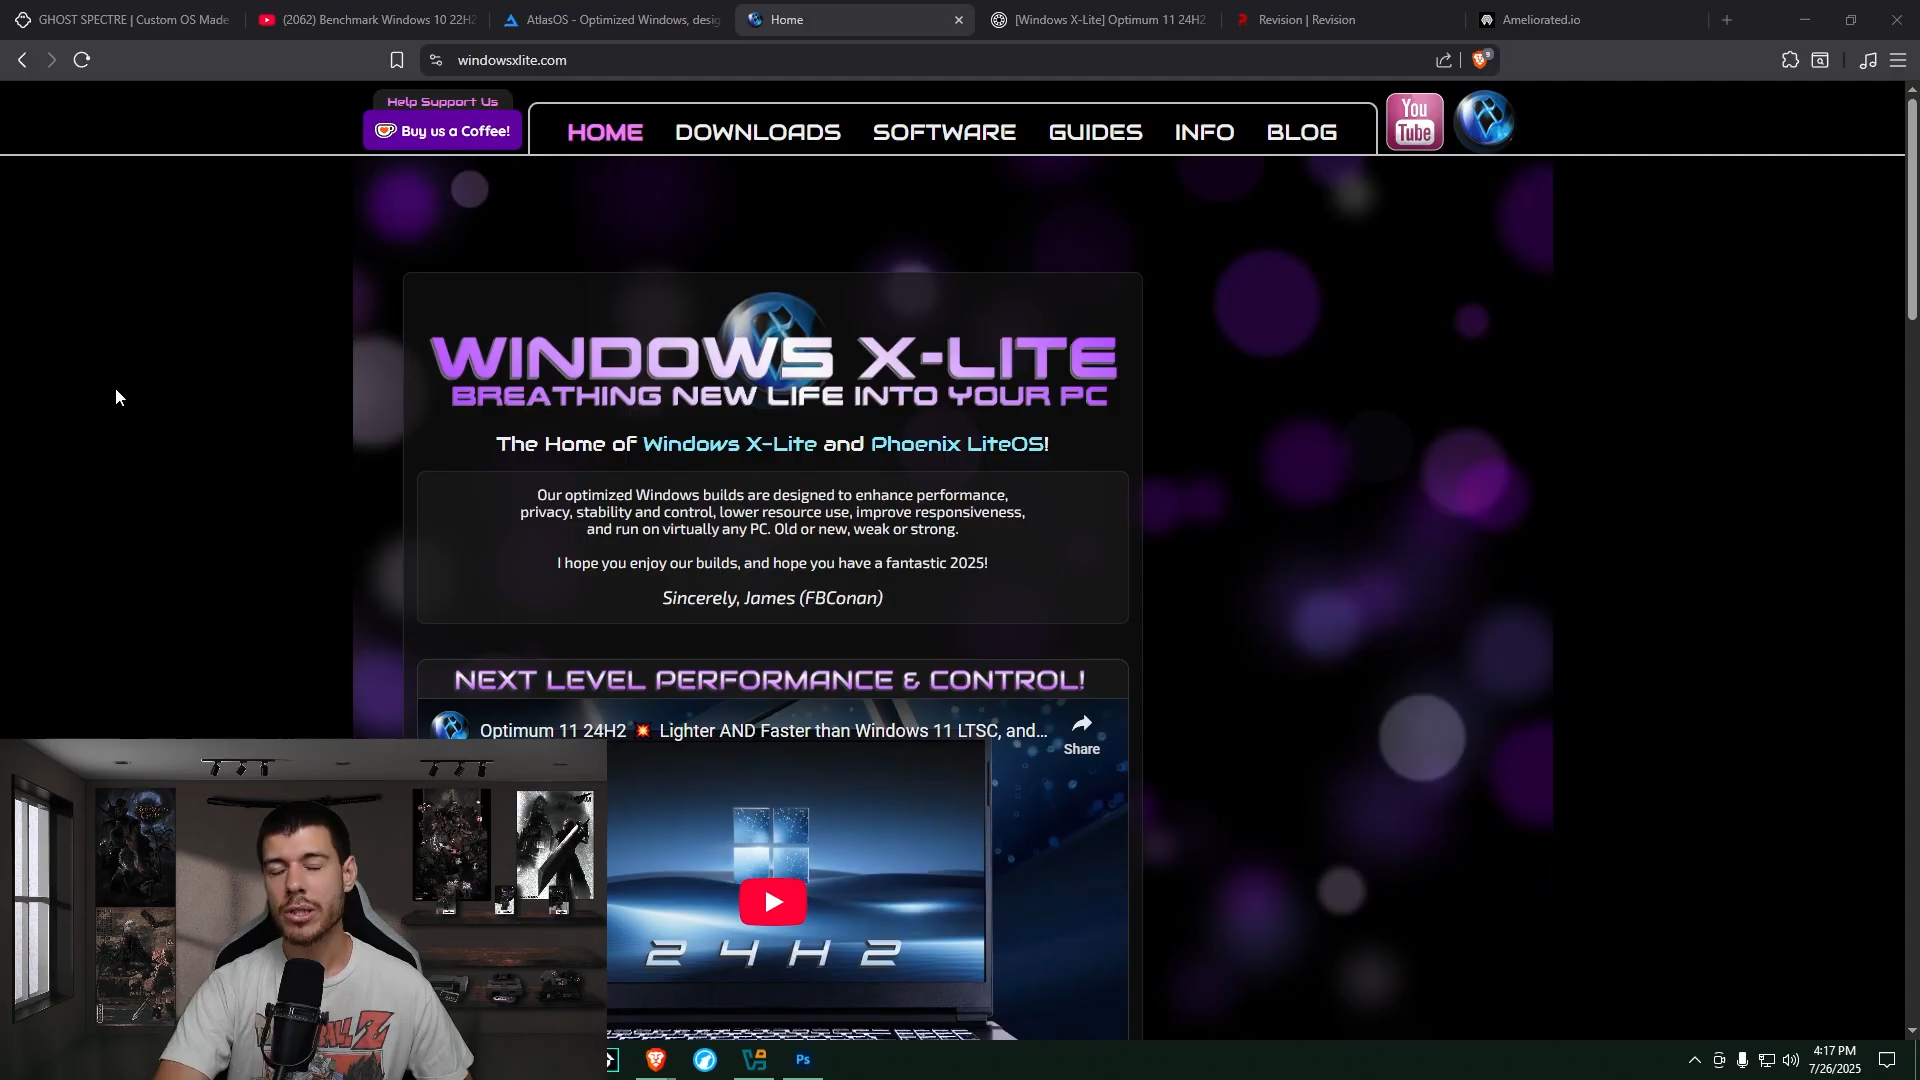 GHOST SPECTRE | Custom OS Made
(2062) Benchmark Windows 10 22H2
AtlasOS - Optimized Windows, desig
Home
[Windows X-Lite] Optimum 11 24H2
Revision | Revision
Ameliorated.io
windowsxlite.com
9
Help Support Us
Buy us a Coffee!
HOME
DOWNLOADS
SOFTWARE
GUIDES
INFO
BLOG
You
Tube
WINDOWS X-LITE
BREATHING NEW LIFE INTO YOUR PC
The Home of Windows X-Lite and Phoenix LiteOS!
Our optimized Windows builds are designed to enhance performance,
privacy, stability and control, lower resource use, improve responsiveness,
and run on virtually any PC. Old or new, weak or strong.
I hope you enjoy our builds, and hope you have a fantastic 2025!
Sincerely, James (FBConan)
NEXT LEVEL PERFORMANCE & CONTROL!
Optimum 11 24H2 💥 Lighter AND Faster than Windows 11 LTSC, and...
Share
24H2
Ps
4:17 PM
7/26/2025